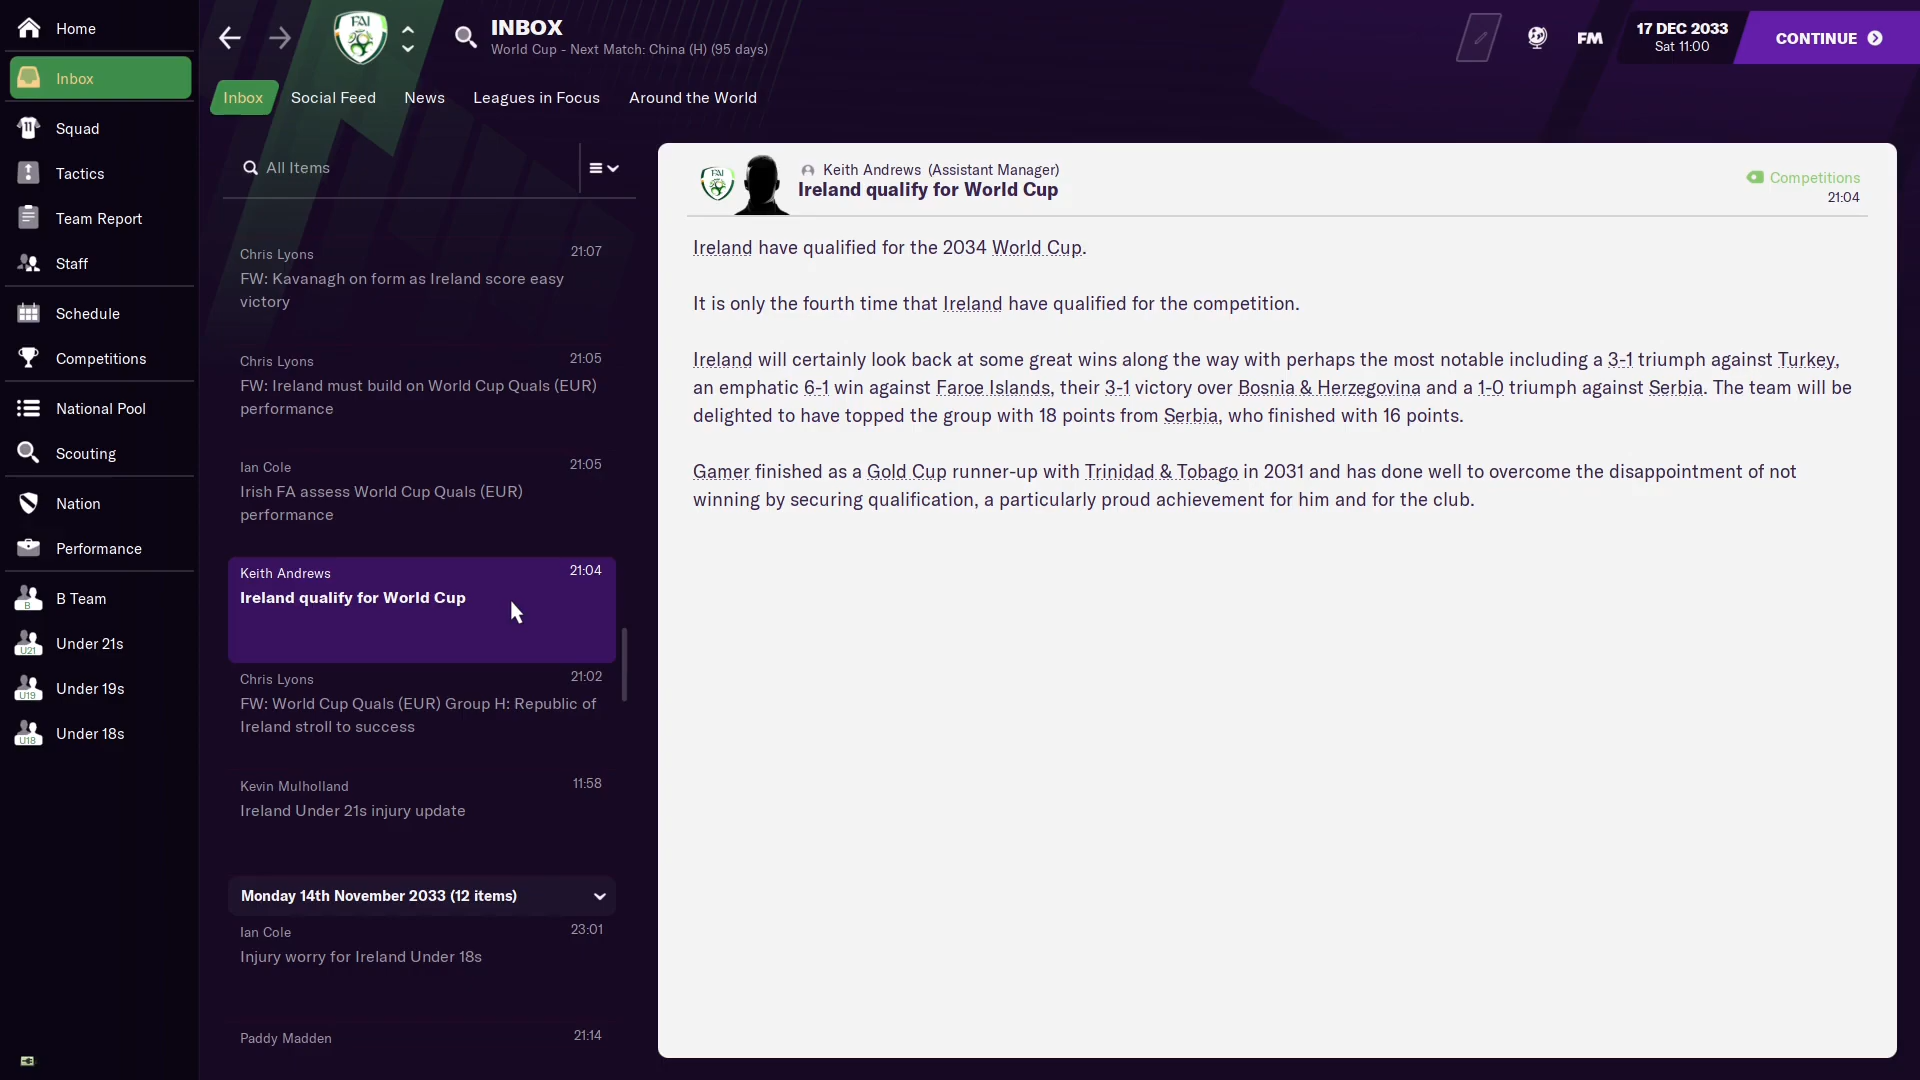 Home
Inbox
Squad
Tactics
Team Report
Staff
Schedule
Competitions
National Pool
Scouting
Nation
Performance
B
B Team
U21
Under 21s
U19
Under 19s
U18
Under 18s
FAI
INBOX
World Cup - Next Match: China (H) (95 days)
FM
17 DEC 2033
Sat 11:00
CONTINUE
Inbox
Social Feed
News
Leagues in Focus
Around the World
All Items
Chris Lyons
21:07
FW: Kavanagh on form as Ireland score easy
victory
Chris Lyons
21:05
FW: Ireland must build on World Cup Quals (EUR)
performance
Ian Cole
21:05
Irish FA assess World Cup Quals (EUR)
performance
Keith Andrews
21:04
Ireland qualify for World Cup
Chris Lyons
21:02
FW: World Cup Quals (EUR) Group H: Republic of
Ireland stroll to success
Kevin Mulholland
11:58
Ireland Under 21s injury update
Monday 14th November 2033 (12 items)
Ian Cole
23:01
Injury worry for Ireland Under 18s
Paddy Madden
21:14
FAI
Keith Andrews (Assistant Manager)
Ireland qualify for World Cup
Competitions
21:04
Ireland have qualified for the 2034 World Cup.
It is only the fourth time that Ireland have qualified for the competition.
Ireland will certainly look back at some great wins along the way with perhaps the most notable including a 3-1 triumph against Turkey,
an emphatic 6-1 win against Faroe Islands, their 3-1 victory over Bosnia & Herzegovina and a 1-0 triumph against Serbia. The team will be
delighted to have topped the group with 18 points from Serbia, who finished with 16 points.
Gamer finished as a Gold Cup runner-up with Trinidad & Tobago in 2031 and has done well to overcome the disappointment of not
winning by securing qualification, a particularly proud achievement for him and for the club.